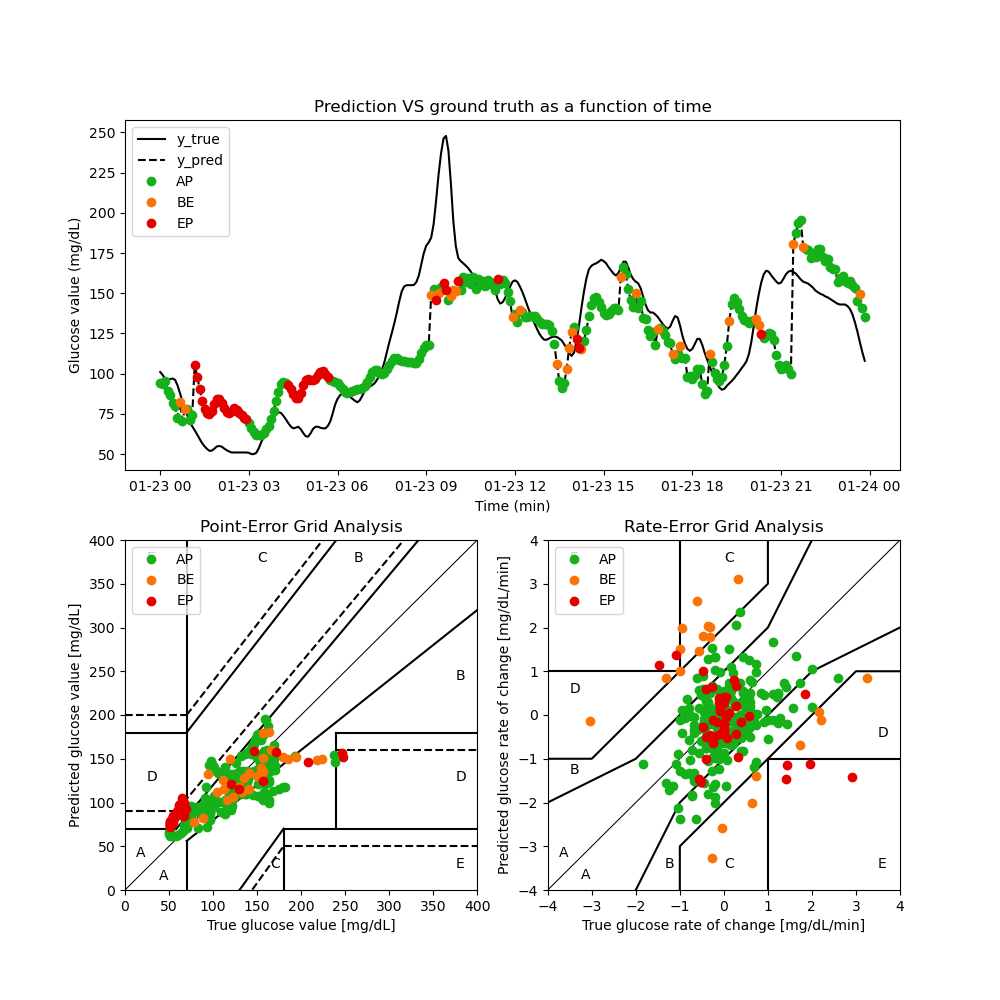 Prediction VS ground truth as a function of time
Glucose value (mg/dL)
250
225
200
175
150
125
100
75
50
y_true
y_pred
AP
BE
EP
01-23 00 01-23 03 01-23 06 01-23 09 01-23 12 01-23 15 01-23 18 01-23 21 01-24 00
Time (min)
Point-Error Grid Analysis
Predicted glucose value [mg/dL]
400
350
300
250
200
150
100
50
0
AP
BE
EP
C
B
B
D
D
A
A
C
E
0 50 100 150 200 250 300 350 400
True glucose value [mg/dL]
Rate-Error Grid Analysis
Predicted glucose rate of change [mg/dL/min]
4
3
2
1
0
−1
−2
−3
−4
AP
BE
EP
C
D
D
B
A
A
B
C
E
−4 −3 −2 −1 0 1 2 3 4
True glucose rate of change [mg/dL/min]